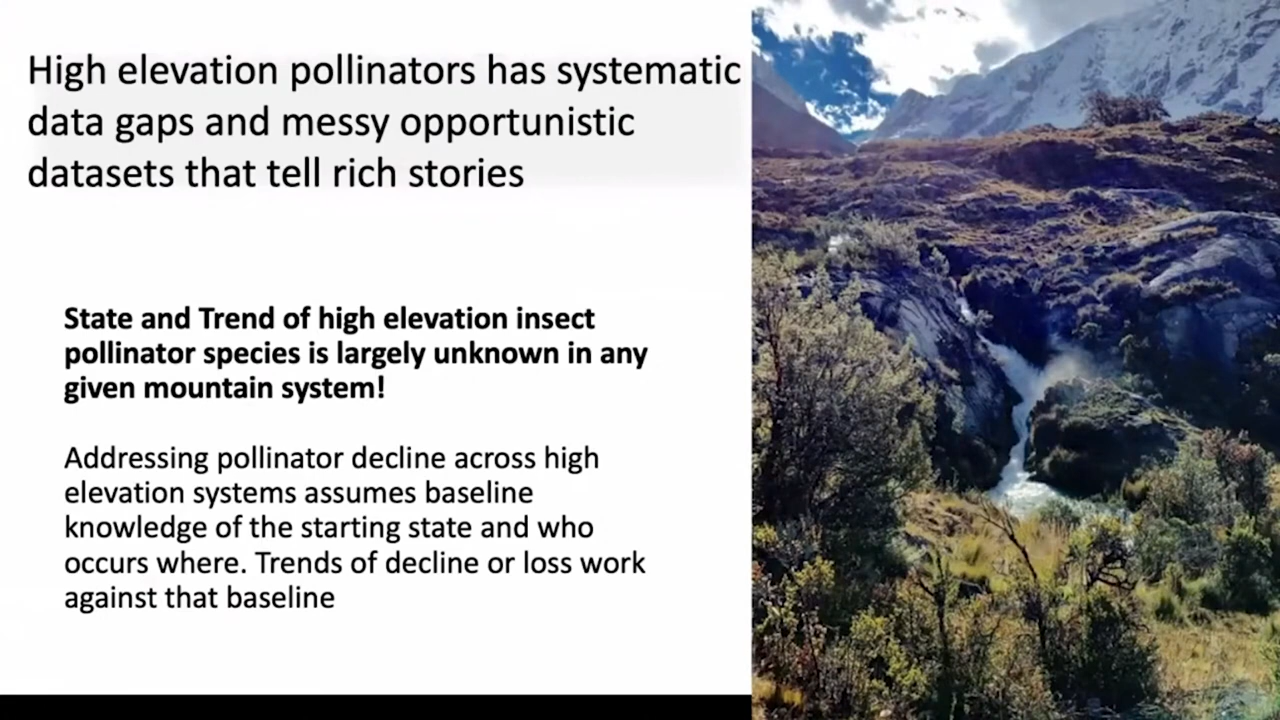 High elevation pollinators has systematic
data gaps and messy opportunistic
datasets that tell rich stories
State and Trend of high elevation insect
pollinator species is largely unknown in any
given mountain system!
Addressing pollinator decline across high
elevation systems assumes baseline
knowledge of the starting state and who
occurs where. Trends of decline or loss work
against that baseline